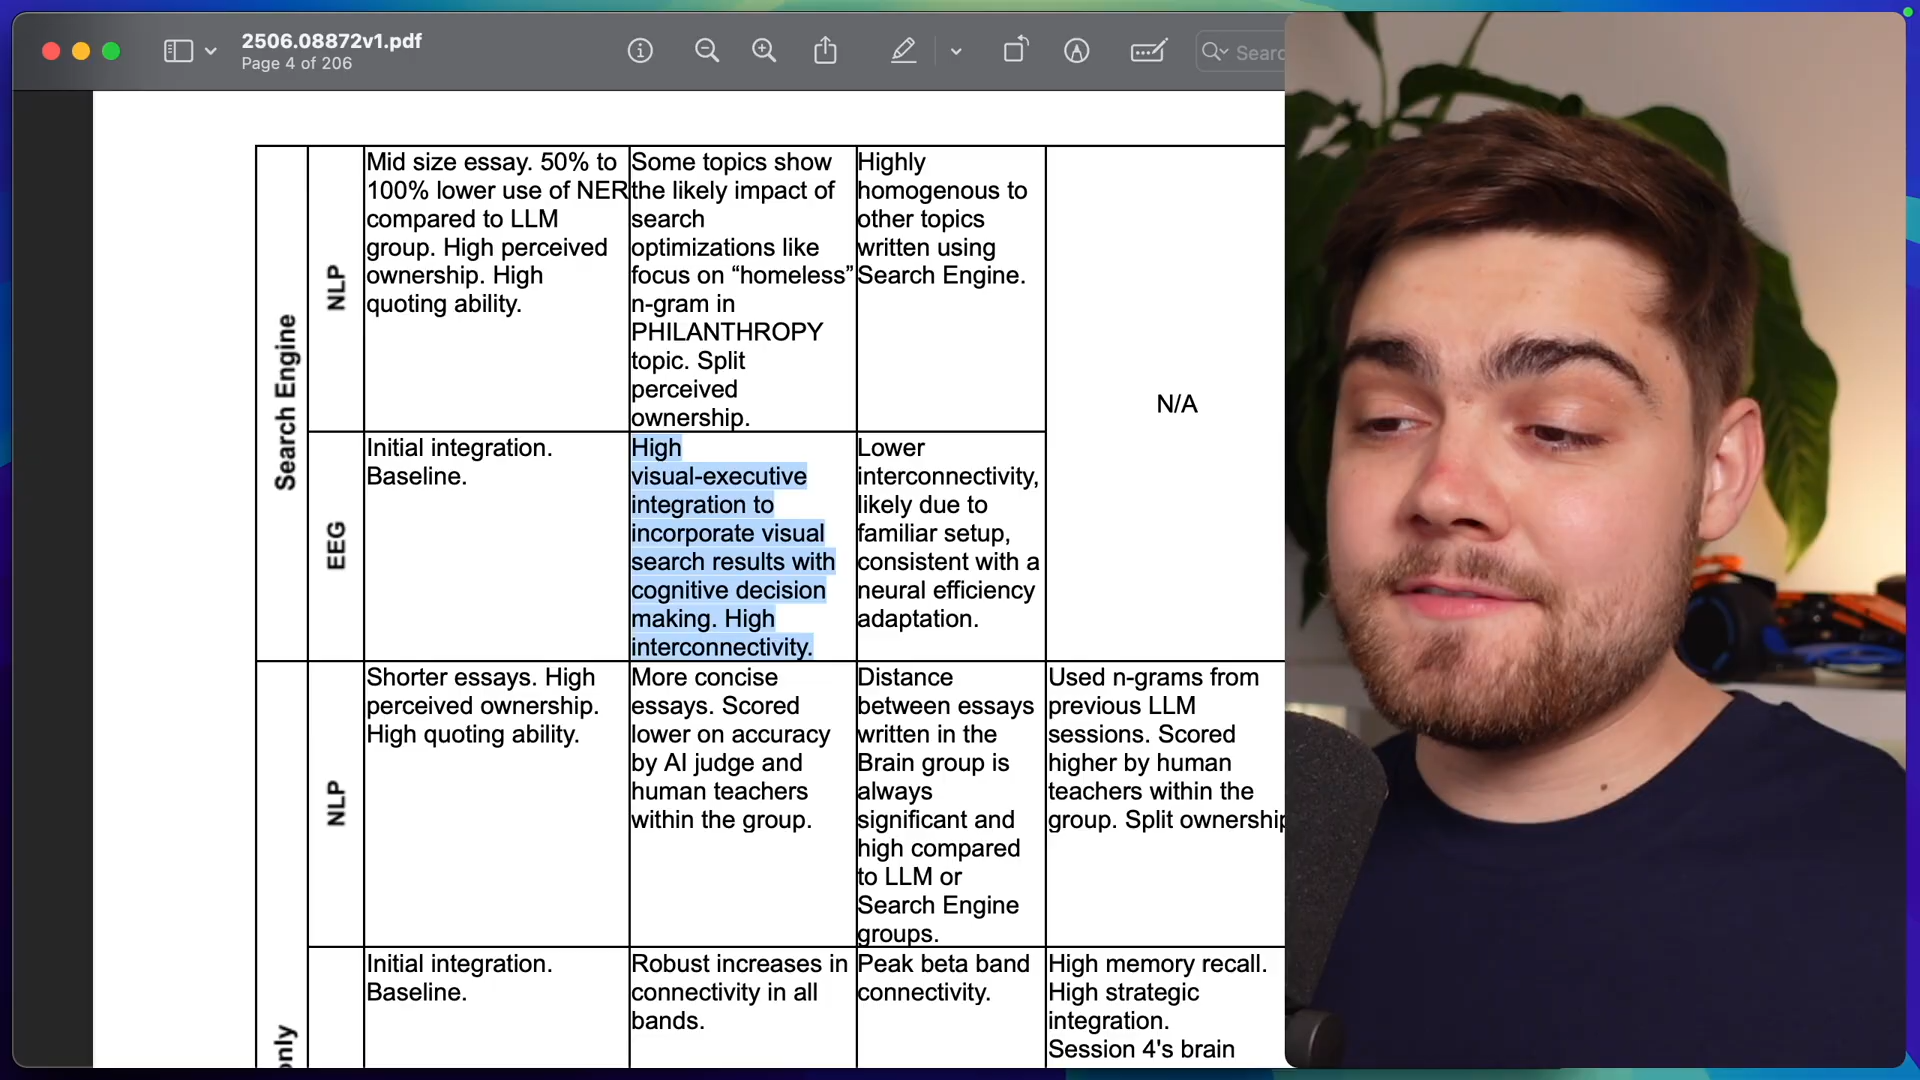 2506.08872v1.pdf
Page 4 of 206
Searc
Search Engine
NLP
Mid size essay. 50% to
100% lower use of NER
compared to LLM
group. High perceived
ownership. High
quoting ability.
Some topics show
the likely impact of
search
optimizations like
focus on “homeless”
n-gram in
PHILANTHROPY
topic. Split
perceived
ownership.
Highly
homogenous to
other topics
written using
Search Engine.
N/A
EEG
Initial integration.
Baseline.
High
visual-executive
integration to
incorporate visual
search results with
cognitive decision
making. High
interconnectivity.
Lower
interconnectivity,
likely due to
familiar setup,
consistent with a
neural efficiency
adaptation.
only
NLP
Shorter essays. High
perceived ownership.
High quoting ability.
More concise
essays. Scored
lower on accuracy
by AI judge and
human teachers
within the group.
Distance
between essays
written in the
Brain group is
always
significant and
high compared
to LLM or
Search Engine
groups.
Used n-grams from
previous LLM
sessions. Scored
higher by human
teachers within the
group. Split ownership
Initial integration.
Baseline.
Robust increases in
connectivity in all
bands.
Peak beta band
connectivity.
High memory recall.
High strategic
integration.
Session 4's brain